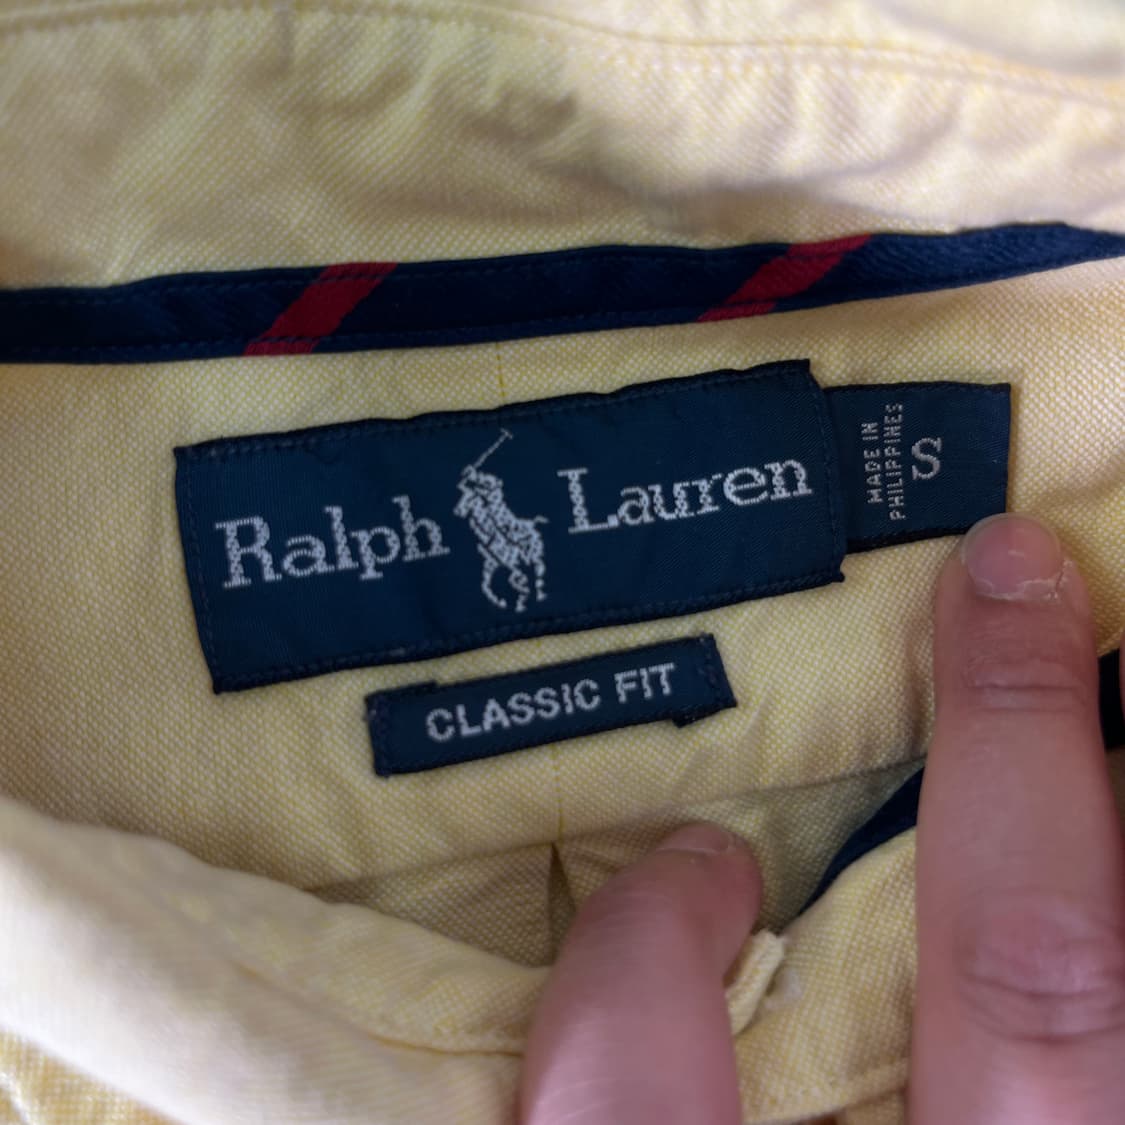 Ralph Lauren
MADE IN
PHILIPPINES
S
CLASSIC FIT